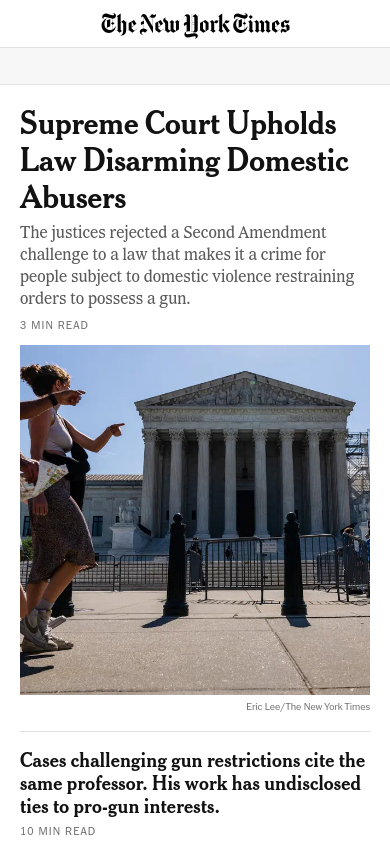 The New York Times
Supreme Court Upholds
Law Disarming Domestic
Abusers
The justices rejected a Second Amendment
challenge to a law that makes it a crime for
people subject to domestic violence restraining
orders to possess a gun.
3 MIN READ
Eric Lee/The New York Times
Cases challenging gun restrictions cite the
same professor. His work has undisclosed
ties to pro-gun interests.
10 MIN READ